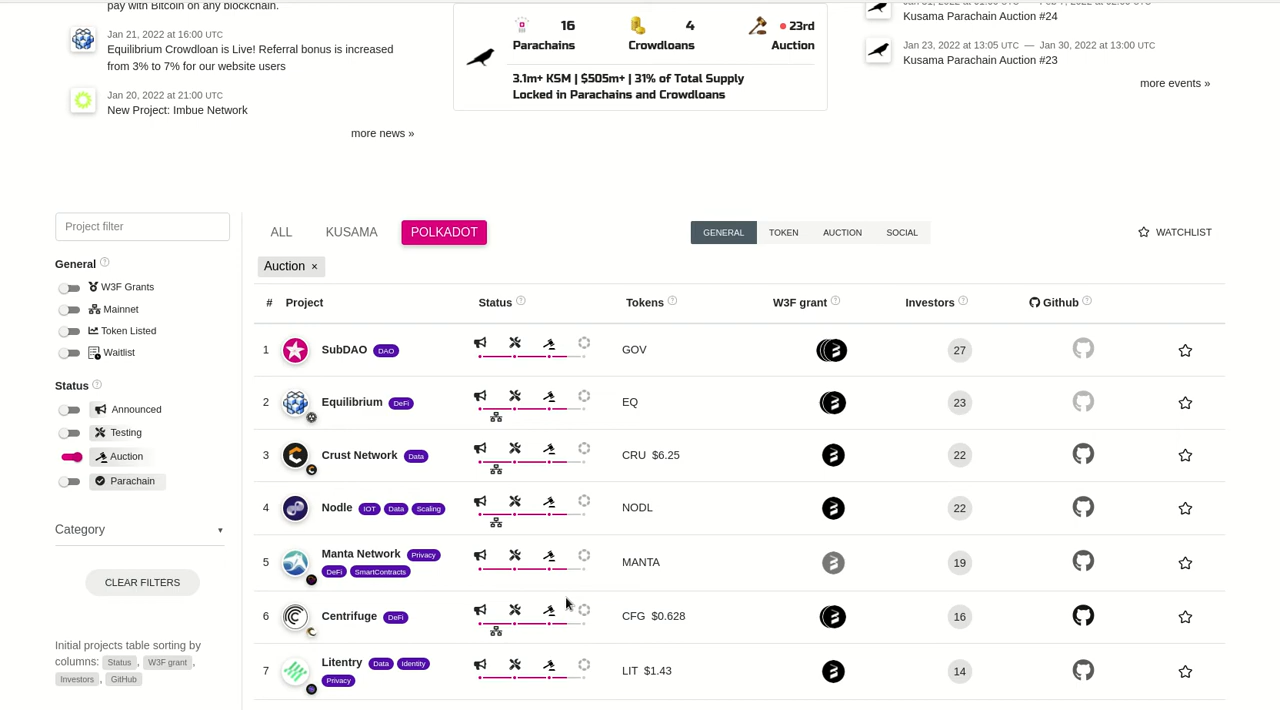 pay with Bitcoin on any blockchain.
Jan 21, 2022 at 16:00 UTC
Equilibrium Crowdloan is Live! Referral bonus is increased
from 3% to 7% for our website users
Jan 20, 2022 at 21:00 UTC
New Project: Imbue Network
more news »
16 4 23rd
Parachains Crowdloans Auction
3.1m+ KSM | $505m+ | 31% of Total Supply
Locked in Parachains and Crowdloans
Kusama Parachain Auction #24
Jan 23, 2022 at 13:05 UTC — Jan 30, 2022 at 13:00 UTC
Kusama Parachain Auction #23
more events »
Project filter
General
W3F Grants
Mainnet
Token Listed
Waitlist
Status
Announced
Testing
Auction
Parachain
Category
CLEAR FILTERS
Initial projects table sorting by
columns: Status, W3F grant,
Investors, GitHub
ALL KUSAMA POLKADOT GENERAL TOKEN AUCTION SOCIAL WATCHLIST
Auction ×
# Project Status Tokens W3F grant Investors Github
1 SubDAO DAO GOV 27
2 Equilibrium DeFi EQ 23
3 Crust Network Data CRU $6.25 22
4 Nodle IOT Data Scaling NODL 22
5 Manta Network Privacy MANTA 19
DeFi SmartContracts
6 Centrifuge DeFi CFG $0.628 16
7 Litentry Data Identity LIT $1.43 14
Privacy